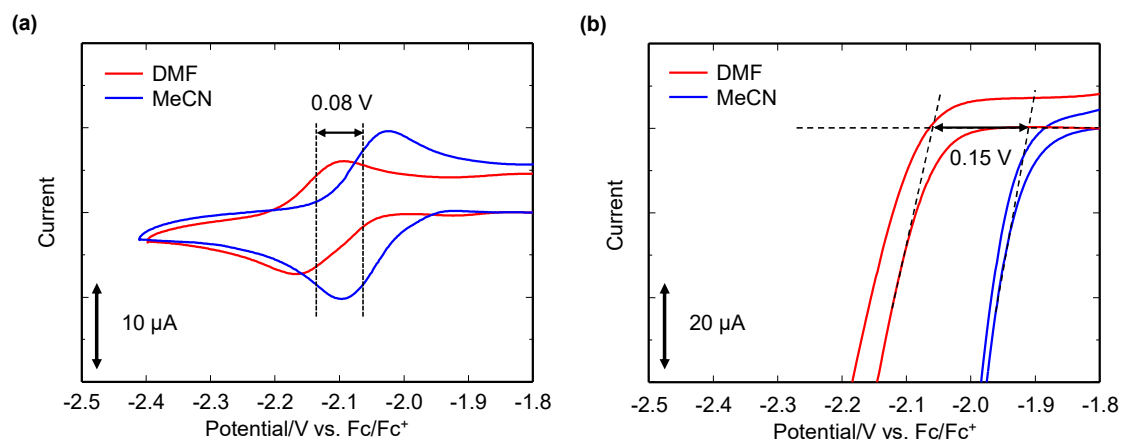 (a)
DMF
MeCN
0.08 V
Current
10 µA
-2.5 -2.4 -2.3 -2.2 -2.1 -2.0 -1.9 -1.8
Potential/V vs. Fc/Fc⁺
(b)
DMF
MeCN
0.15 V
Current
20 µA
-2.5 -2.4 -2.3 -2.2 -2.1 -2.0 -1.9 -1.8
Potential/V vs. Fc/Fc⁺